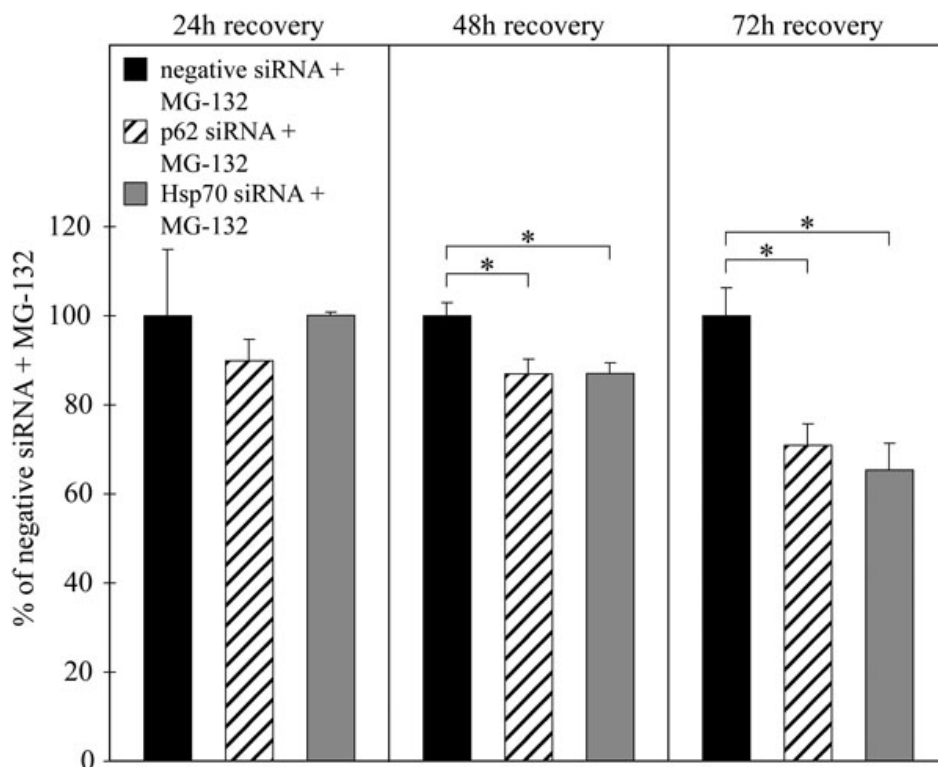 24h recovery
48h recovery
72h recovery
negative siRNA +
MG-132
p62 siRNA +
MG-132
Hsp70 siRNA +
MG-132
% of negative siRNA + MG-132
120
100
80
60
40
20
0
*
*
*
*